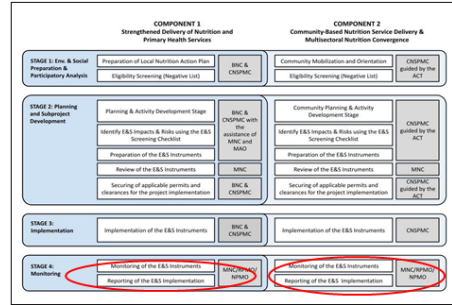 COMPONENT 1
Strengthened Delivery of Nutrition and
Primary Health Services
COMPONENT 2
Community-Based Nutrition Service Delivery &
Multisectoral Nutrition Convergence
STAGE 1: Env. & Social
Preparation &
Participatory Analysis
Preparation of Local Nutrition Action Plan
Eligibility Screening (Negative List)
BNC &
CNSPMC
Community Mobilization and Orientation
Eligibility Screening (Negative List)
CNSPMC
guided by the
ACT
STAGE 2: Planning
and Subproject
Development
Planning & Activity Development Stage
Identify E&S Impacts & Risks using the E&S
Screening Checklist
Preparation of the E&S Instruments
BNC &
CNSPMC with
the
assistance of
MNC and
MAO
Review of the E&S Instruments
MNC
Securing of applicable permits and
clearances for the project implementation
BNC &
CNSPMC
Community Planning & Activity
Development Stage
Identify E&S Impacts & Risks using the E&S
Screening Checklist
Preparation of the E&S Instruments
CNSPMC
guided by the
ACT
Review of the E&S Instruments
MNC
Securing of applicable permits and
clearances for the project implementation
CNSPMC
guided by the
ACT
STAGE 3:
Implementation
Implementation of the E&S Instruments
BNC &
CNSPMC
Implementation of the E&S Instruments
CNSPMC
STAGE 4:
Monitoring
Monitoring of the E&S Instruments
Reporting of the E&S Implementation
MNC/RPMO/
NPMO
Monitoring of the E&S Instruments
Reporting of the E&S Implementation
MNC/RPMO/
NPMO